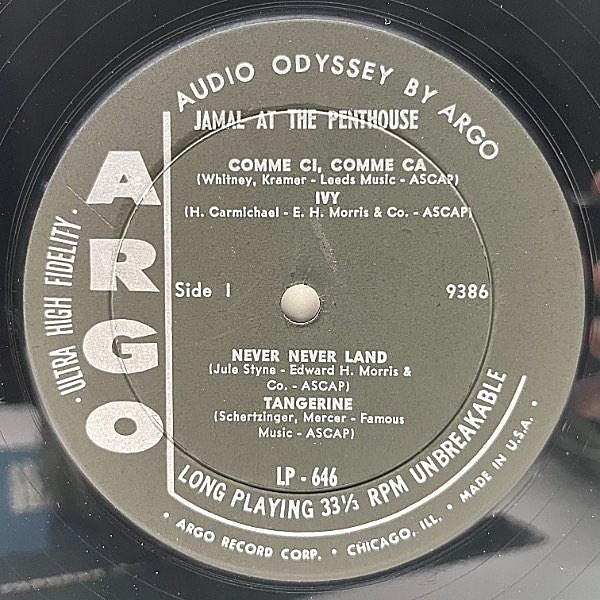 AUDIO ODYSSEY BY ARGO
JAMAL AT THE PENTHOUSE
COMME CI, COMME CA
(Whitney, Kramer - Leeds Music - ASCAP)
IVY
(H. Carmichael - E. H. Morris & Co. - ASCAP)
ARGO
· ULTRA HIGH FIDELITY ·
Side 1
9386
NEVER NEVER LAND
(Jule Styne - Edward H. Morris &
Co. - ASCAP)
TANGERINE
(Schertzinger, Mercer - Famous
Music - ASCAP)
LP - 646
LONG PLAYING 33⅓ RPM UNBREAKABLE
• ARGO RECORD CORP. • CHICAGO, ILL. • MADE IN U.S.A. •